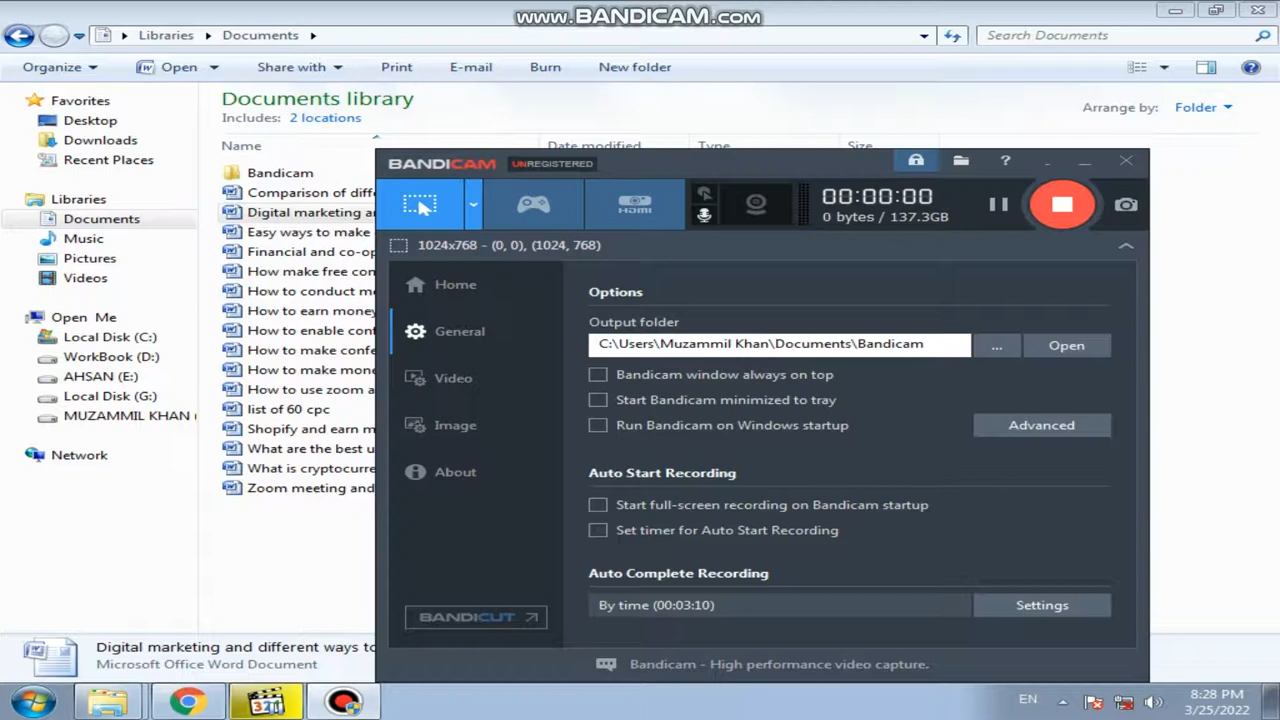 www.BANDICAM.com
Libraries Documents
Search Documents
Organize Open Share with Print E-mail Burn New folder
Documents library
Includes: 2 locations
Arrange by: Folder
Name Date modified Type Size
Favorites
Desktop
Downloads
Recent Places
Libraries
Documents
Music
Pictures
Videos
Open Me
Local Disk (C:)
WorkBook (D:)
AHSAN (E:)
Local Disk (G:)
MUZAMMIL KHAN (
Network
Bandicam
Comparison of diffe
Digital marketing a
Easy ways to make
Financial and co-op
How make free con
How to conduct m
How to earn money
How to enable conf
How to make confe
How to make mone
How to use zoom a
list of 60 cpc
Shopify and earn m
What are the best u
What is cryptocurre
Zoom meeting and
BANDICAM UNREGISTERED
?
HDMI
00:00:00
0 bytes / 137.3GB
1024x768 - (0, 0), (1024, 768)
Home
General
Video
Image
About
BANDICUT
Options
Output folder
C:\Users\Muzammil Khan\Documents\Bandicam
... Open
Bandicam window always on top
Start Bandicam minimized to tray
Run Bandicam on Windows startup
Advanced
Auto Start Recording
Start full-screen recording on Bandicam startup
Set timer for Auto Start Recording
Auto Complete Recording
By time (00:03:10)
Settings
Bandicam - High performance video capture.
Digital marketing and different ways to
Microsoft Office Word Document
321
EN
8:28 PM
3/25/2022